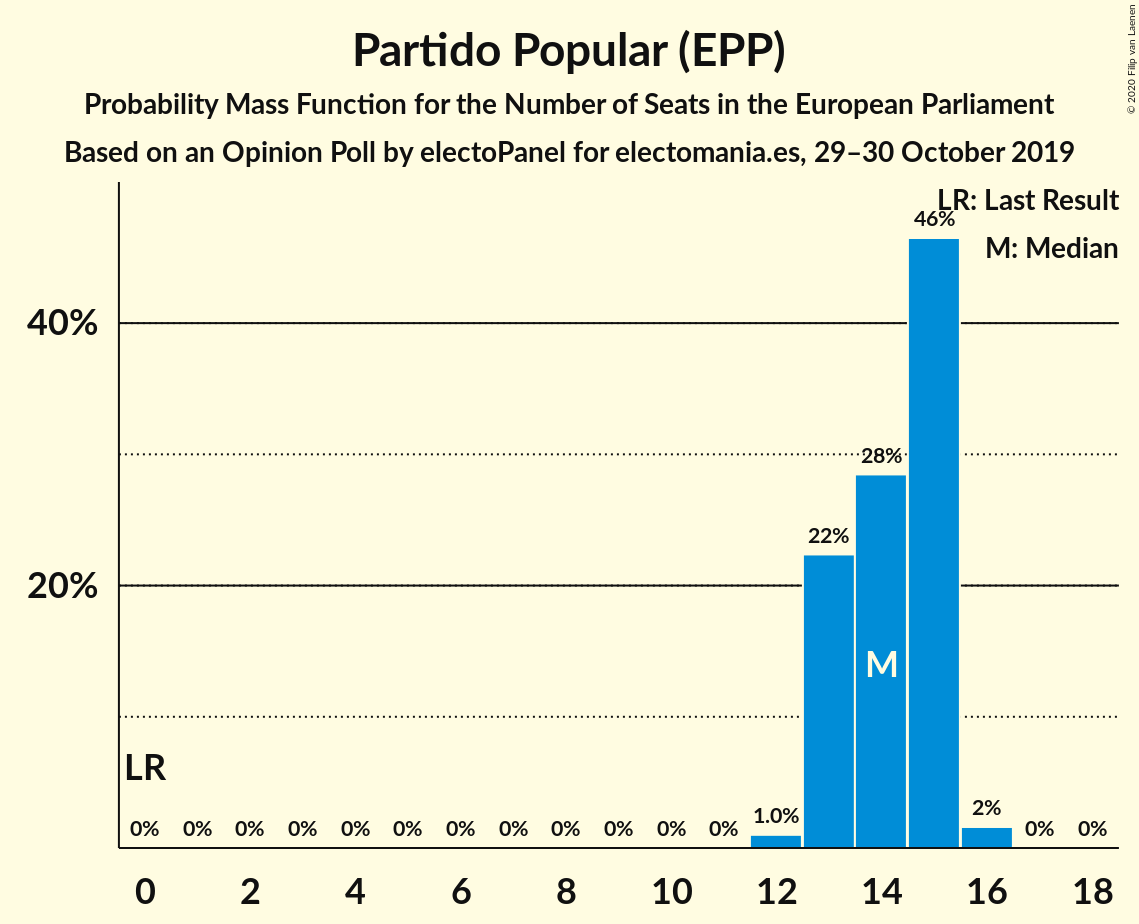 Partido Popular (EPP)
Probability Mass Function for the Number of Seats in the European Parliament
Based on an Opinion Poll by electoPanel for electomania.es, 29–30 October 2019
© 2020 Filip van Laenen
LR: Last Result
M: Median
46%
40%
28%
22%
20%
M
LR
0% 0% 0% 0% 0% 0% 0% 0% 0% 0% 0% 0% 1.0% 2% 0% 0%
0 2 4 6 8 10 12 14 16 18